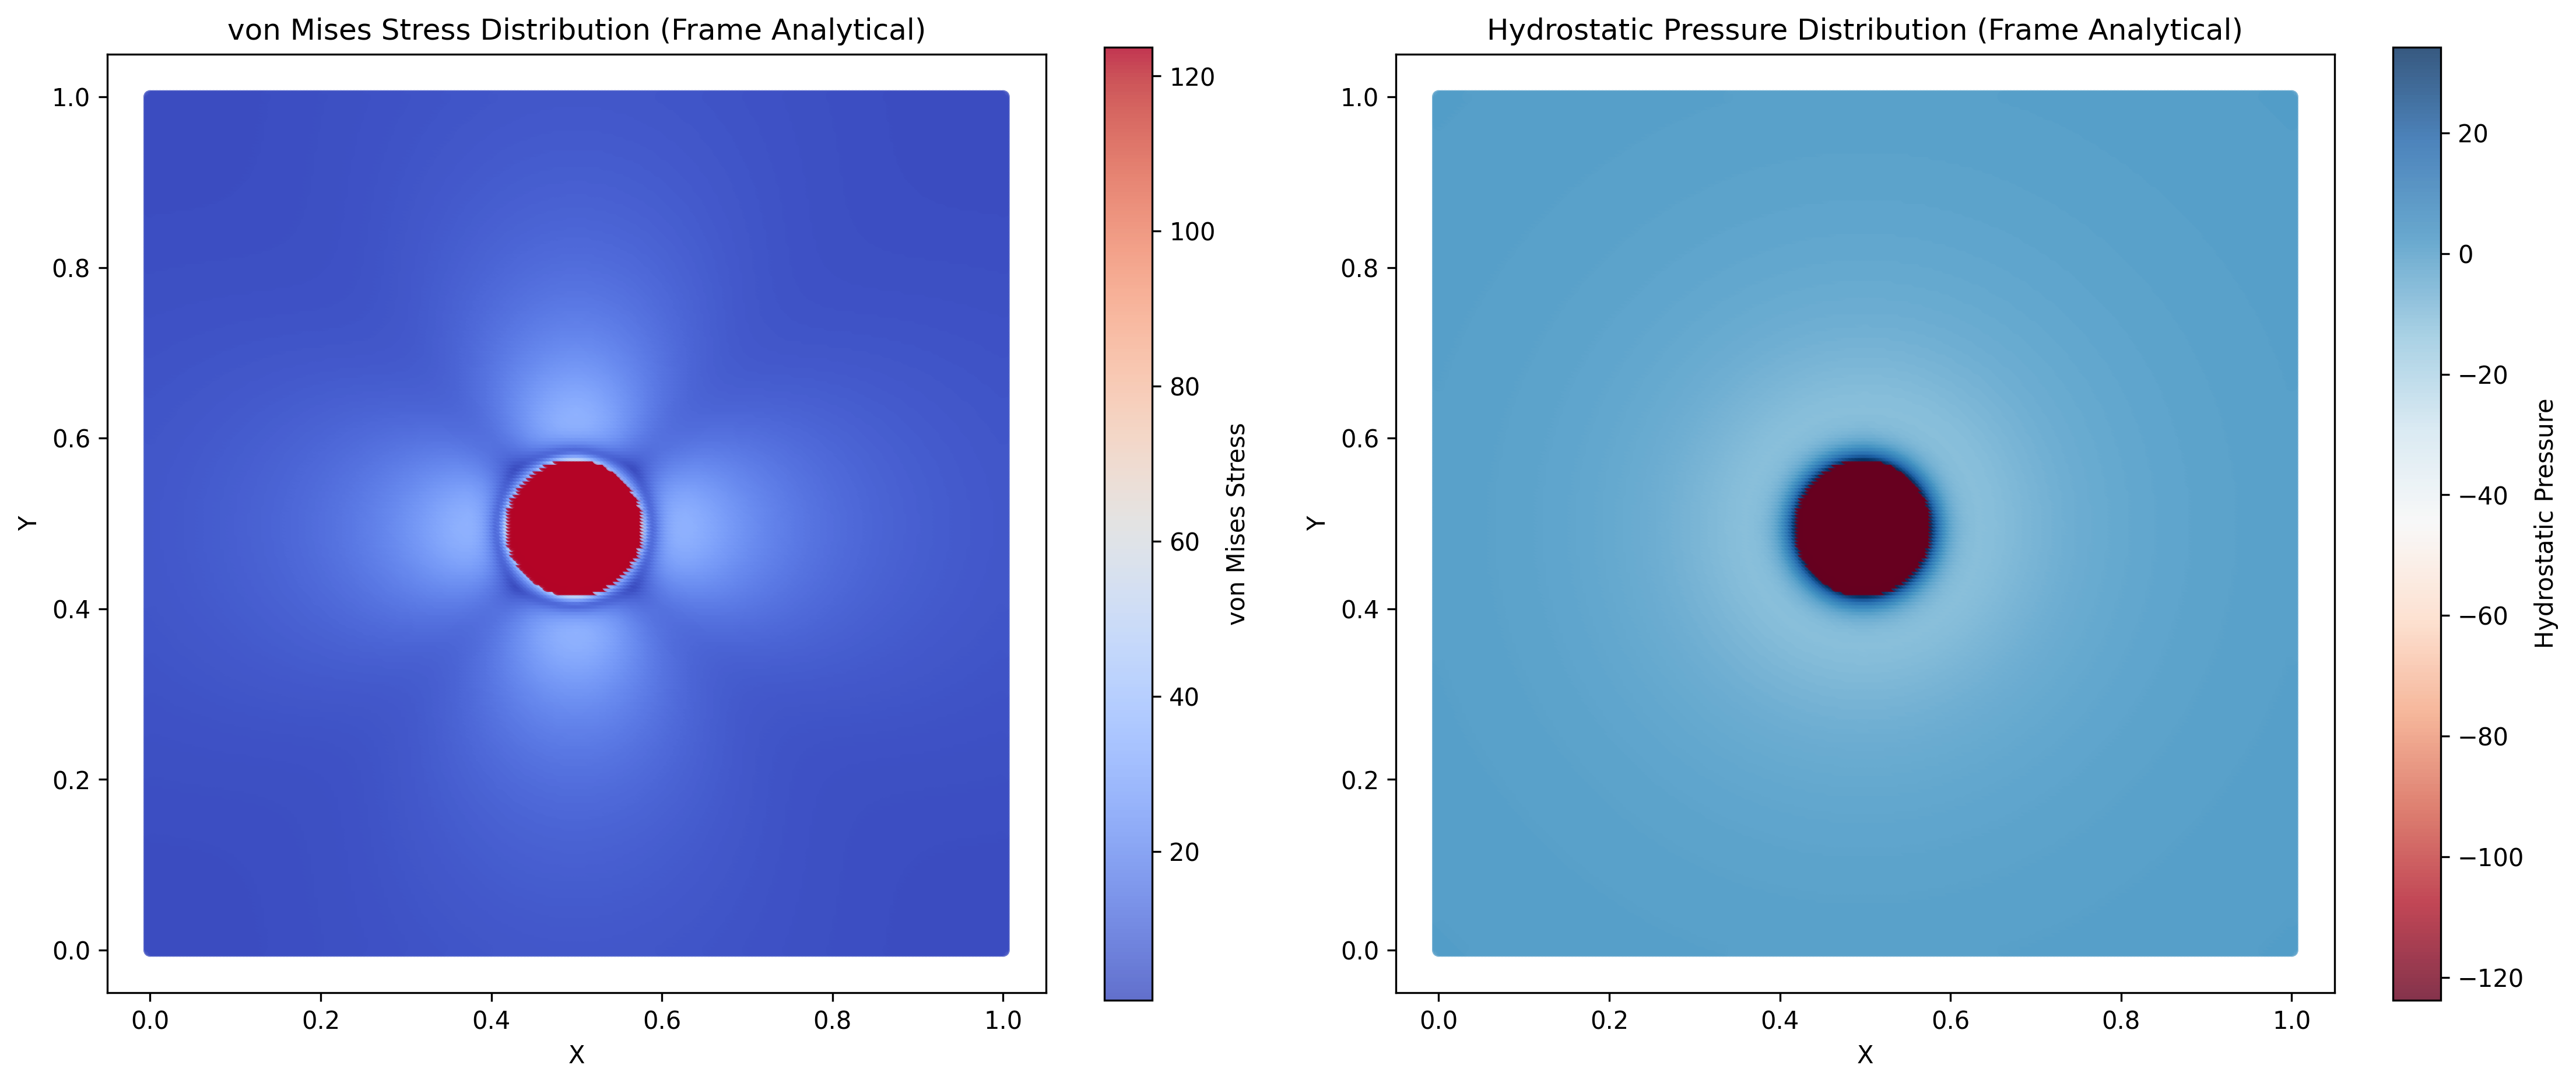 von Mises Stress Distribution (Frame Analytical)
1.0
0.8
0.6
0.4
0.2
0.0
Y
0.0 0.2 0.4 0.6 0.8 1.0
X
120
100
80
60
40
20
von Mises Stress
Hydrostatic Pressure Distribution (Frame Analytical)
1.0
0.8
0.6
0.4
0.2
0.0
Y
0.0 0.2 0.4 0.6 0.8 1.0
X
20
0
−20
−40
−60
−80
−100
−120
Hydrostatic Pressure